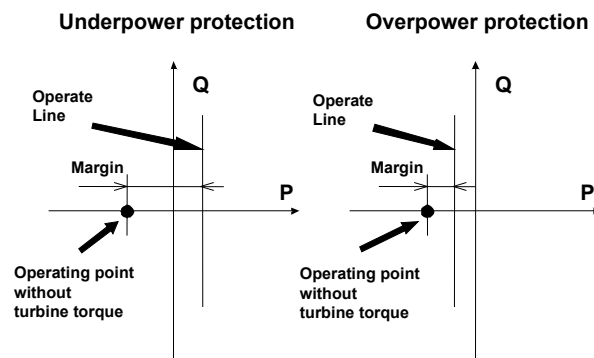 Underpower protection
Q
Operate
Line
Margin
P
Operating point
without
turbine torque
Overpower protection
Q
Operate
Line
Margin
P
Operating point
without
turbine torque